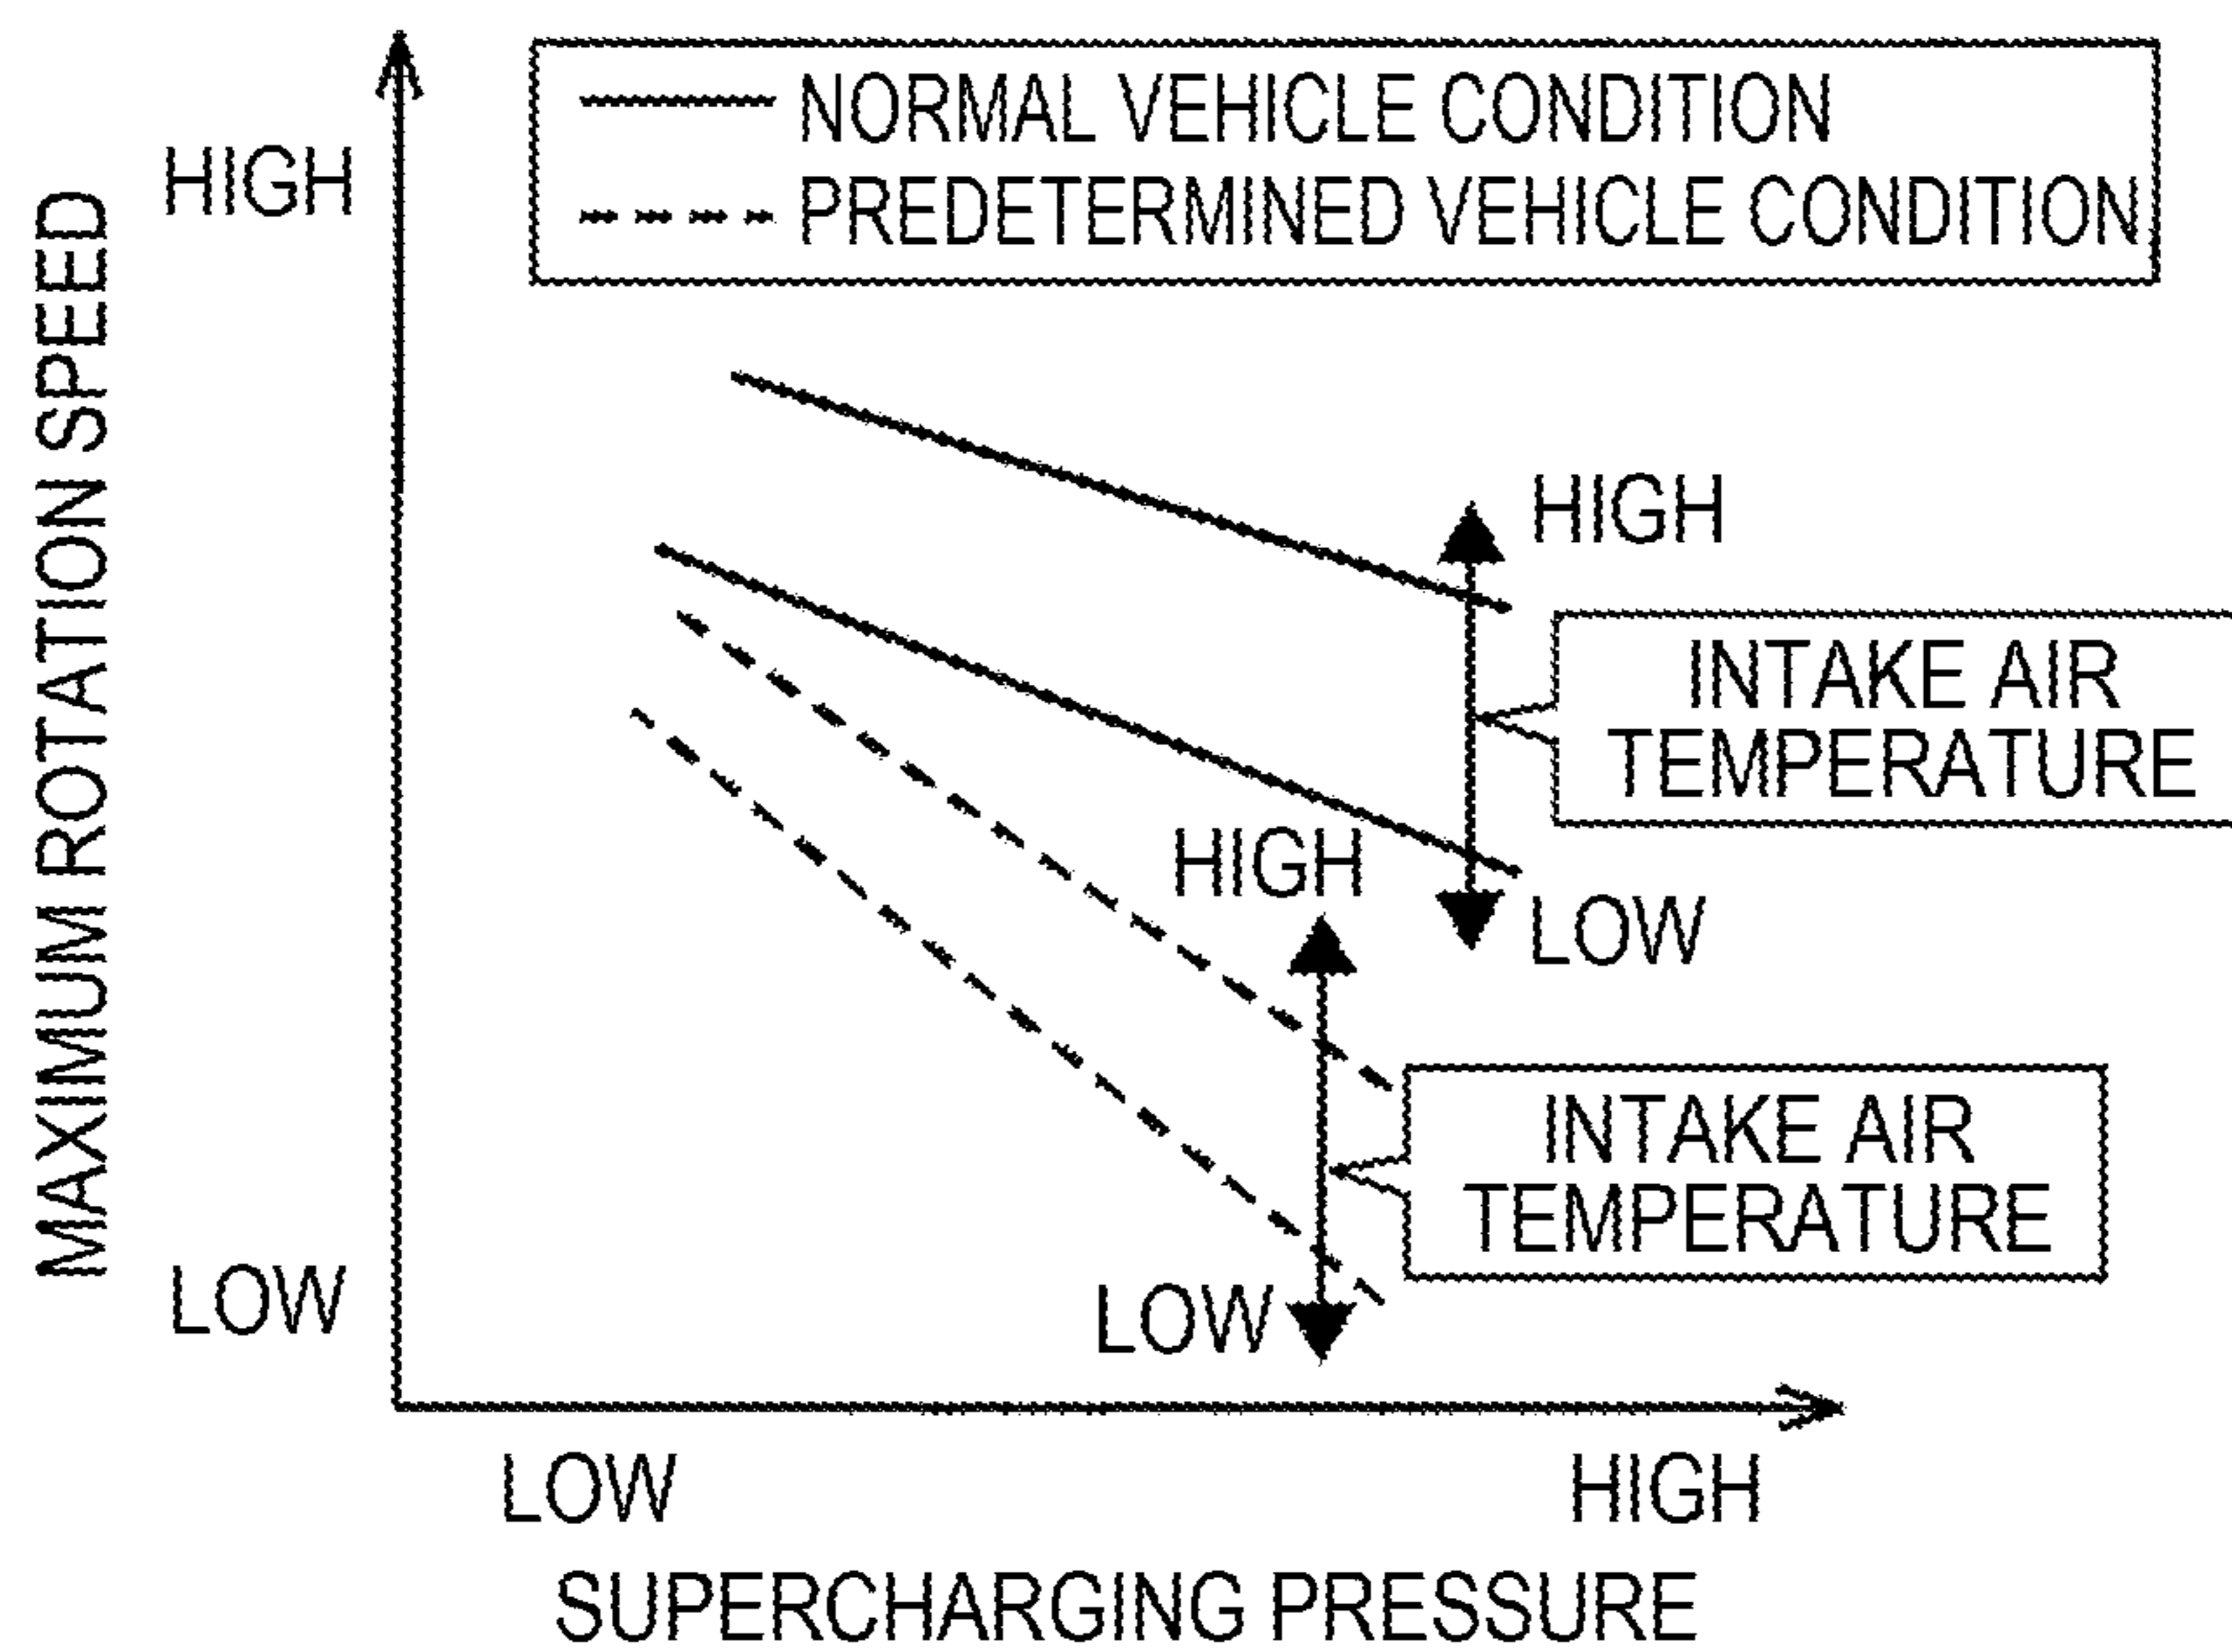 NORMAL VEHICLE CONDITION
PREDETERMINED VEHICLE CONDITION
HIGH
MAXIMUM ROTATION SPEED
LOW
HIGH
INTAKE AIR
TEMPERATURE
LOW
HIGH
INTAKE AIR
TEMPERATURE
LOW
LOW
HIGH
SUPERCHARGING PRESSURE